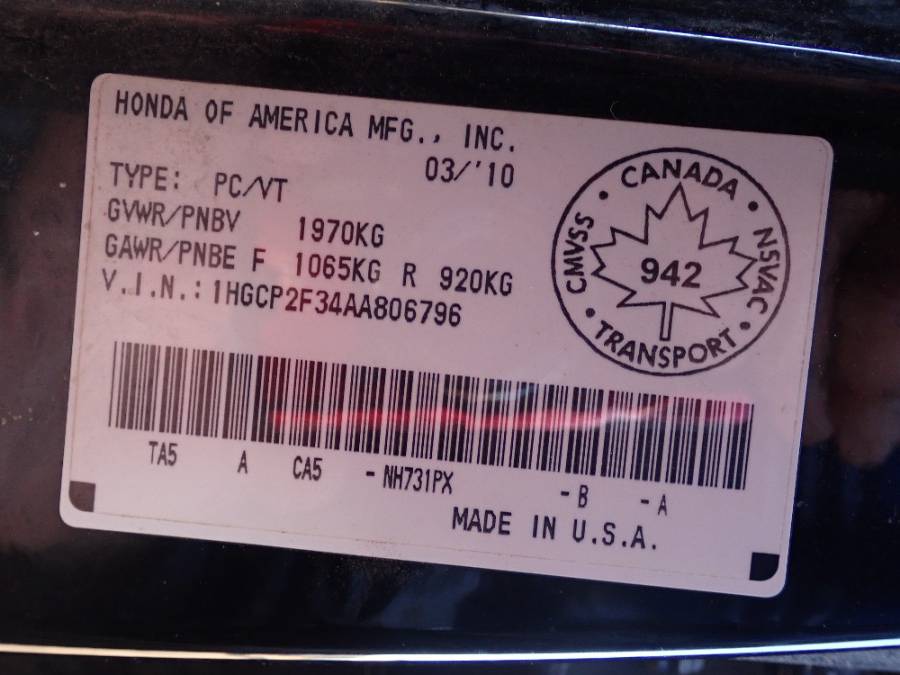 HONDA OF AMERICA MFG., INC.
03/'10
TYPE: PC/VT
GVWR/PNBV 1970KG
GAWR/PNBE F 1065KG R 920KG
V.I.N.: 1HGCP2F34AA806796
CANADA
CMVSS
NSVAC
942
TRANSPORT
TA5 A CA5 -NH731PX -B -A
MADE IN U.S.A.